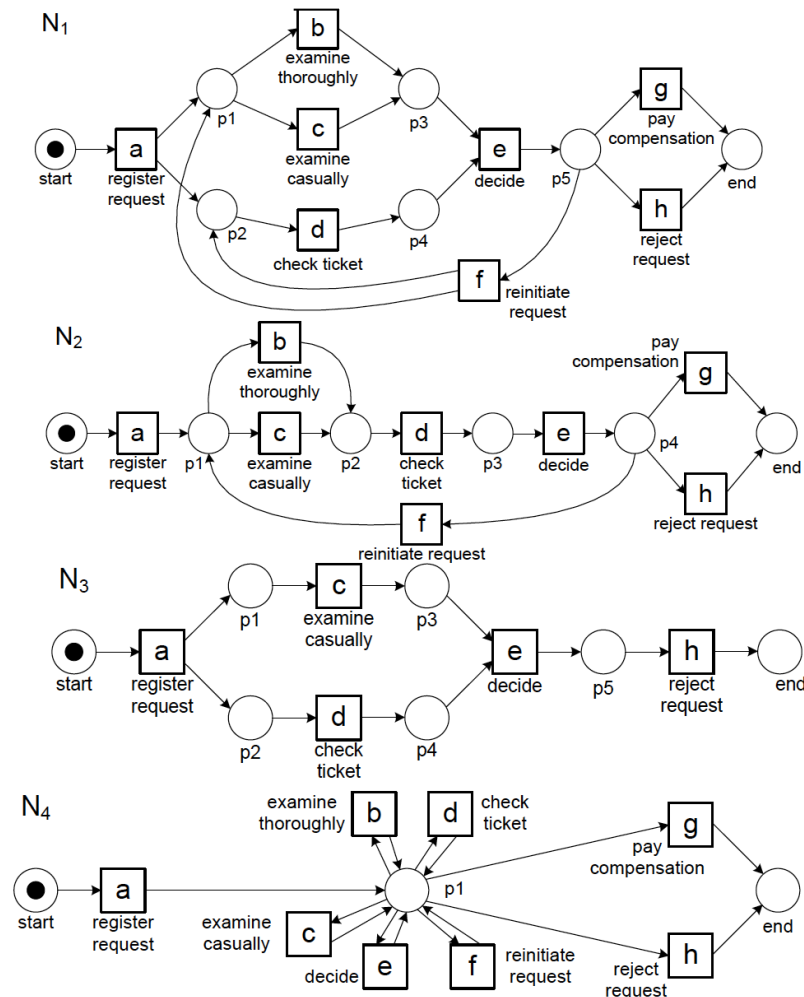 N1
b
examine
thoroughly
g
pay
compensation
p1
c
examine
casually
p3
a
register
request
start
e
decide
p5
end
p2
d
check ticket
p4
h
reject
request
f
reinitiate
request
N2
b
examine
thoroughly
pay
compensation
g
start
a
register
request
p1
c
examine
casually
p2
d
check
ticket
p3
e
decide
p4
end
h
reject request
f
reinitiate request
N3
p1
c
examine
casually
p3
start
a
register
request
e
decide
p5
h
reject
request
end
p2
d
check
ticket
p4
N4
examine
thoroughly
b
d
check
ticket
g
pay
compensation
start
a
register
request
p1
end
examine
casually
c
decide
e
f
reinitiate
request
reject
request
h